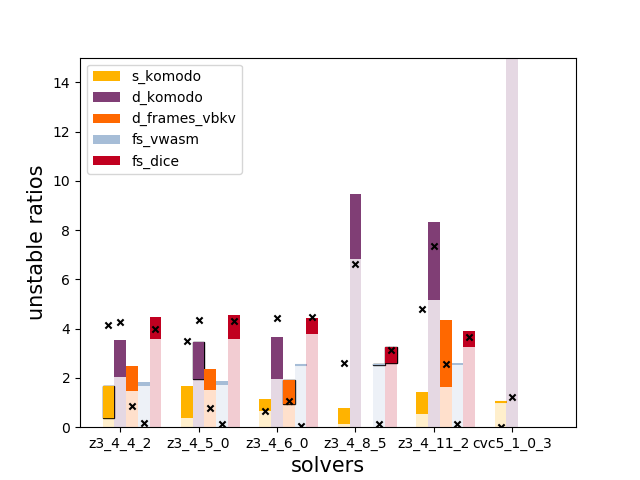 14
12
10
8
6
4
2
0
unstable ratios
s_komodo
d_komodo
d_frames_vbkv
fs_vwasm
fs_dice
z3_4_4_2 z3_4_5_0 z3_4_6_0 z3_4_8_5 z3_4_11_2 cvc5_1_0_3
solvers